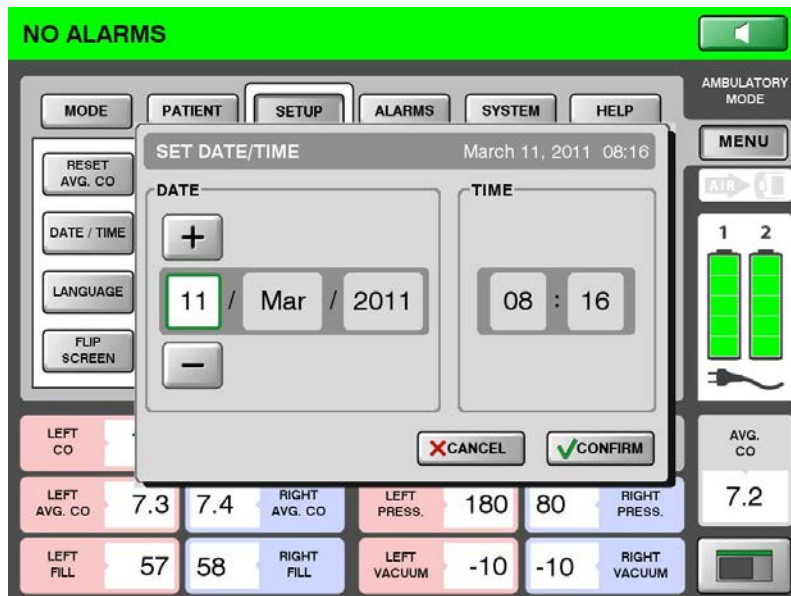 NO ALARMS
AMBULATORY
MODE
MODE
PATIENT
SETUP
ALARMS
SYSTEM
HELP
MENU
RESET
AVG. CO
DATE / TIME
LANGUAGE
FLIP
SCREEN
SET DATE/TIME
March 11, 2011 08:16
DATE
TIME
+
11 / Mar / 2011
08 : 16
−
CANCEL
CONFIRM
AIR
1 2
LEFT
CO
AVG.
CO
7.2
LEFT
AVG. CO
7.3
7.4
RIGHT
AVG. CO
LEFT
PRESS.
180
80
RIGHT
PRESS.
LEFT
FILL
57
58
RIGHT
FILL
LEFT
VACUUM
-10
-10
RIGHT
VACUUM